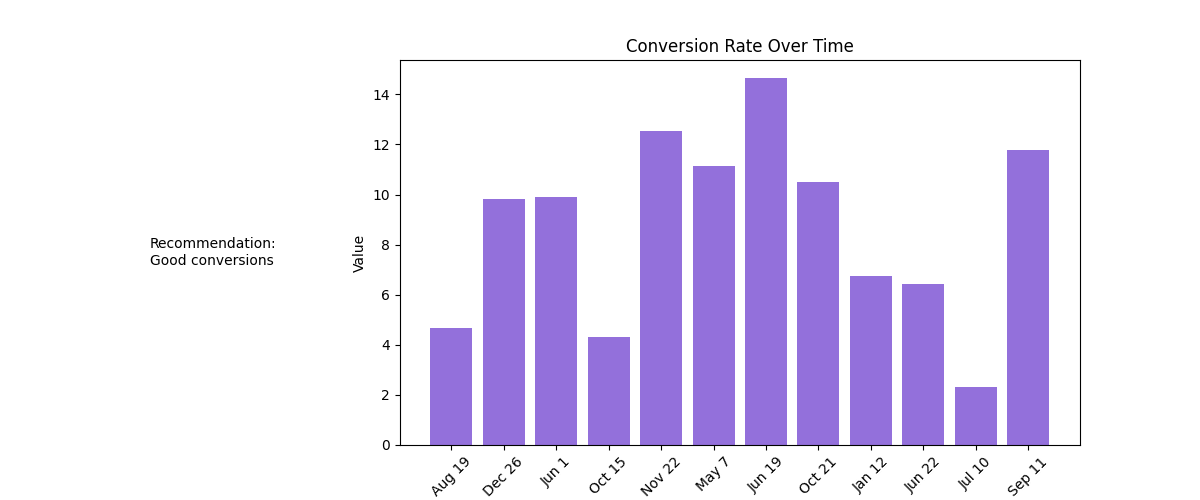 Conversion Rate Over Time
Recommendation:
Good conversions
Value
14
12
10
8
6
4
2
0
Aug 19
Dec 26
Jun 1
Oct 15
Nov 22
May 7
Jun 19
Oct 21
Jan 12
Jun 22
Jul 10
Sep 11